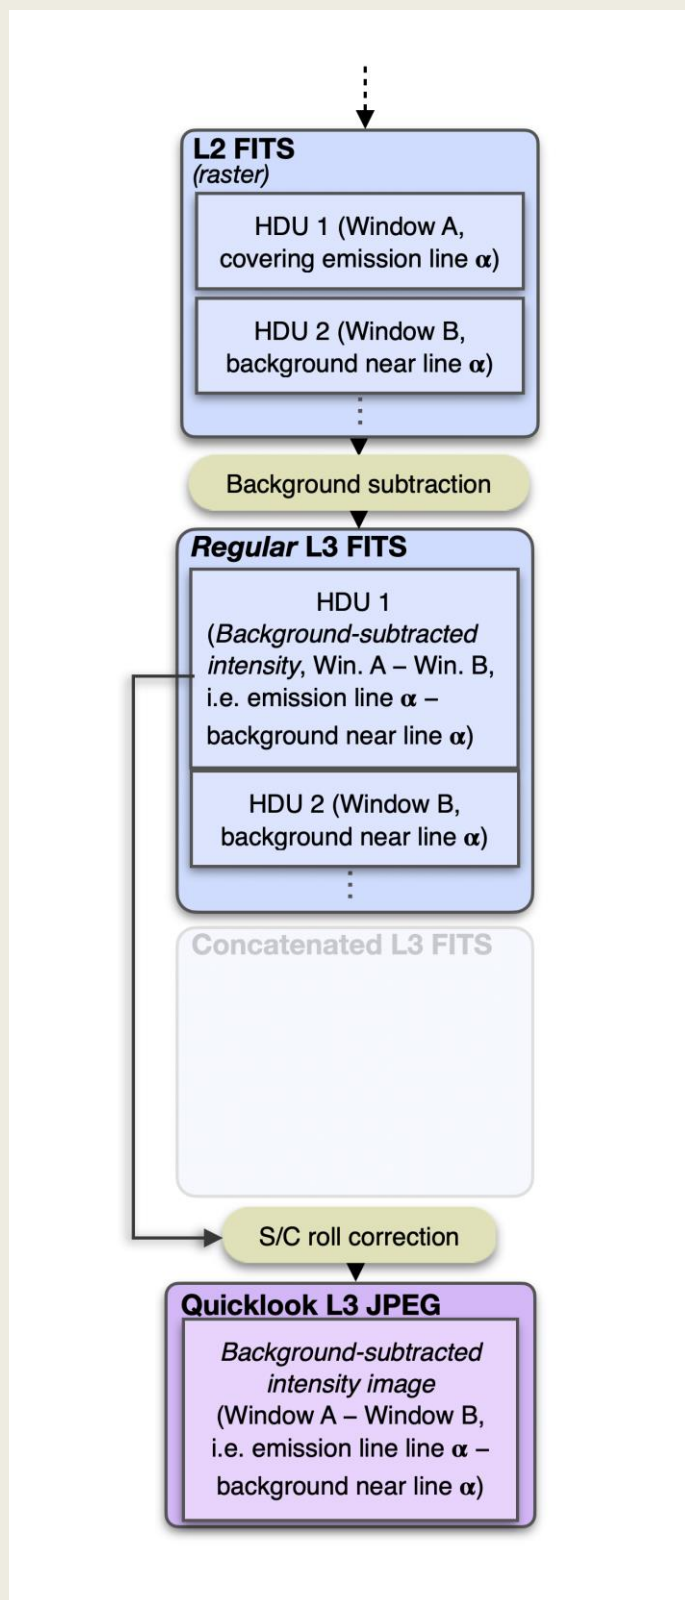 L2 FITS
(raster)
HDU 1 (Window A,
covering emission line α)
HDU 2 (Window B,
background near line α)
Background subtraction
Regular L3 FITS
HDU 1
(Background-subtracted
intensity, Win. A – Win. B,
i.e. emission line α –
background near line α)
HDU 2 (Window B,
background near line α)
Concatenated L3 FITS
S/C roll correction
Quicklook L3 JPEG
Background-subtracted
intensity image
(Window A – Window B,
i.e. emission line line α –
background near line α)